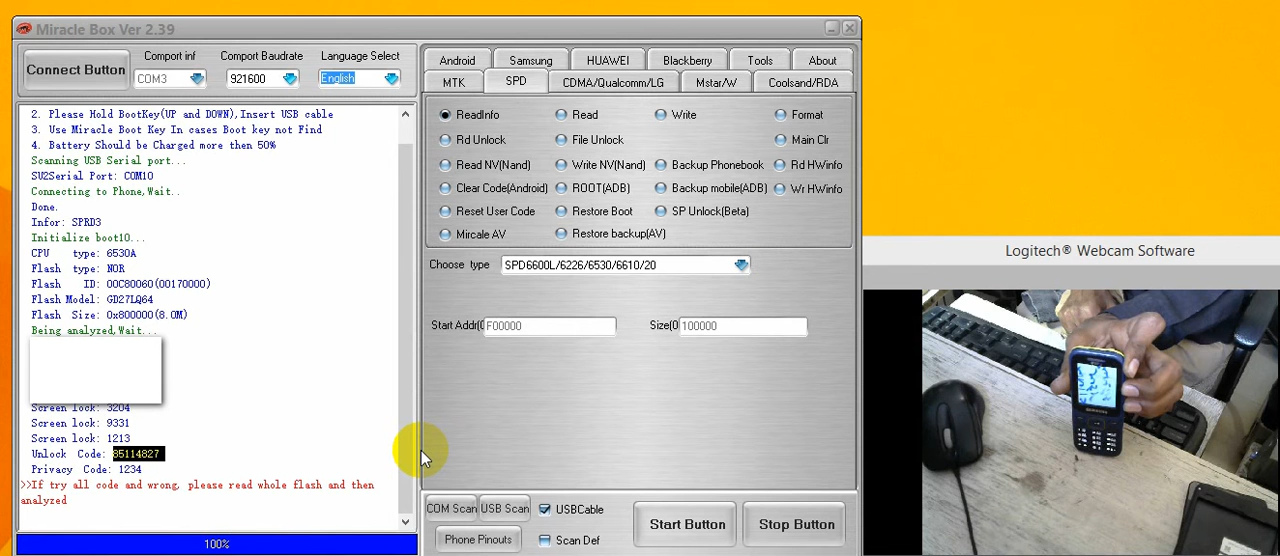 Miracle Box Ver 2.39
Connect Button
Comport inf
COM3
Comport Baudrate
921600
Language Select
English
2. Please Hold BootKey(UP and DOWN),Insert USB cable
3. Use Miracle Boot Key In cases Boot key not Find
4. Battery Should be Charged more then 50%
Scanning USB Serial port...
SU2Serial Port: COM10
Connecting to Phone,Wait..
Done.
Infor: SPRD3
Initialize boot10...
CPU type: 6530A
Flash type: NOR
Flash ID: 00C80060(00170000)
Flash Model: GD27LQ64
Flash Size: 0x800000(8.0M)
Being analyzed,Wait...
Screen lock: 3204
Screen lock: 9331
Screen lock: 1213
Unlock Code: 85114827
Privacy Code: 1234
>>If try all code and wrong, please read whole flash and then
analyzed
100%
Android Samsung HUAWEI Blackberry Tools About
MTK SPD CDMA/Qualcomm/LG Mstar/W Coolsand/RDA
ReadInfo Read Write Format
Rd Unlock File Unlock Main Clr
Read NV(Nand) Write NV(Nand) Backup Phonebook Rd HWinfo
Clear Code(Android) ROOT(ADB) Backup mobile(ADB) Wr HWinfo
Reset User Code Restore Boot SP Unlock(Beta)
Mircale AV Restore backup(AV)
Choose type SPD6600L/6226/6530/6610/20
Start Addr(0 F00000 Size(0 100000
COM Scan USB Scan USBCable
Phone Pinouts Scan Def
Start Button Stop Button
Logitech® Webcam Software
SAMSUNG